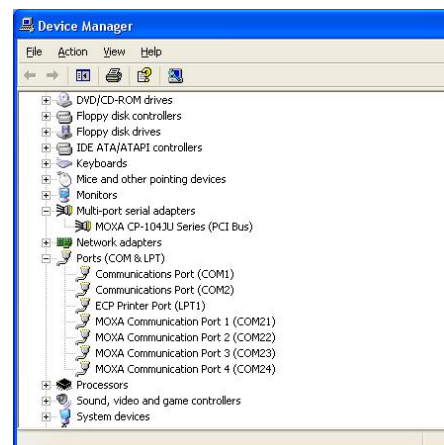 Device Manager
File Action View Help
DVD/CD-ROM drives
Floppy disk controllers
Floppy disk drives
IDE ATA/ATAPI controllers
Keyboards
Mice and other pointing devices
Monitors
Multi-port serial adapters
MOXA CP-104JU Series (PCI Bus)
Network adapters
Ports (COM & LPT)
Communications Port (COM1)
Communications Port (COM2)
ECP Printer Port (LPT1)
MOXA Communication Port 1 (COM21)
MOXA Communication Port 2 (COM22)
MOXA Communication Port 3 (COM23)
MOXA Communication Port 4 (COM24)
Processors
Sound, video and game controllers
System devices